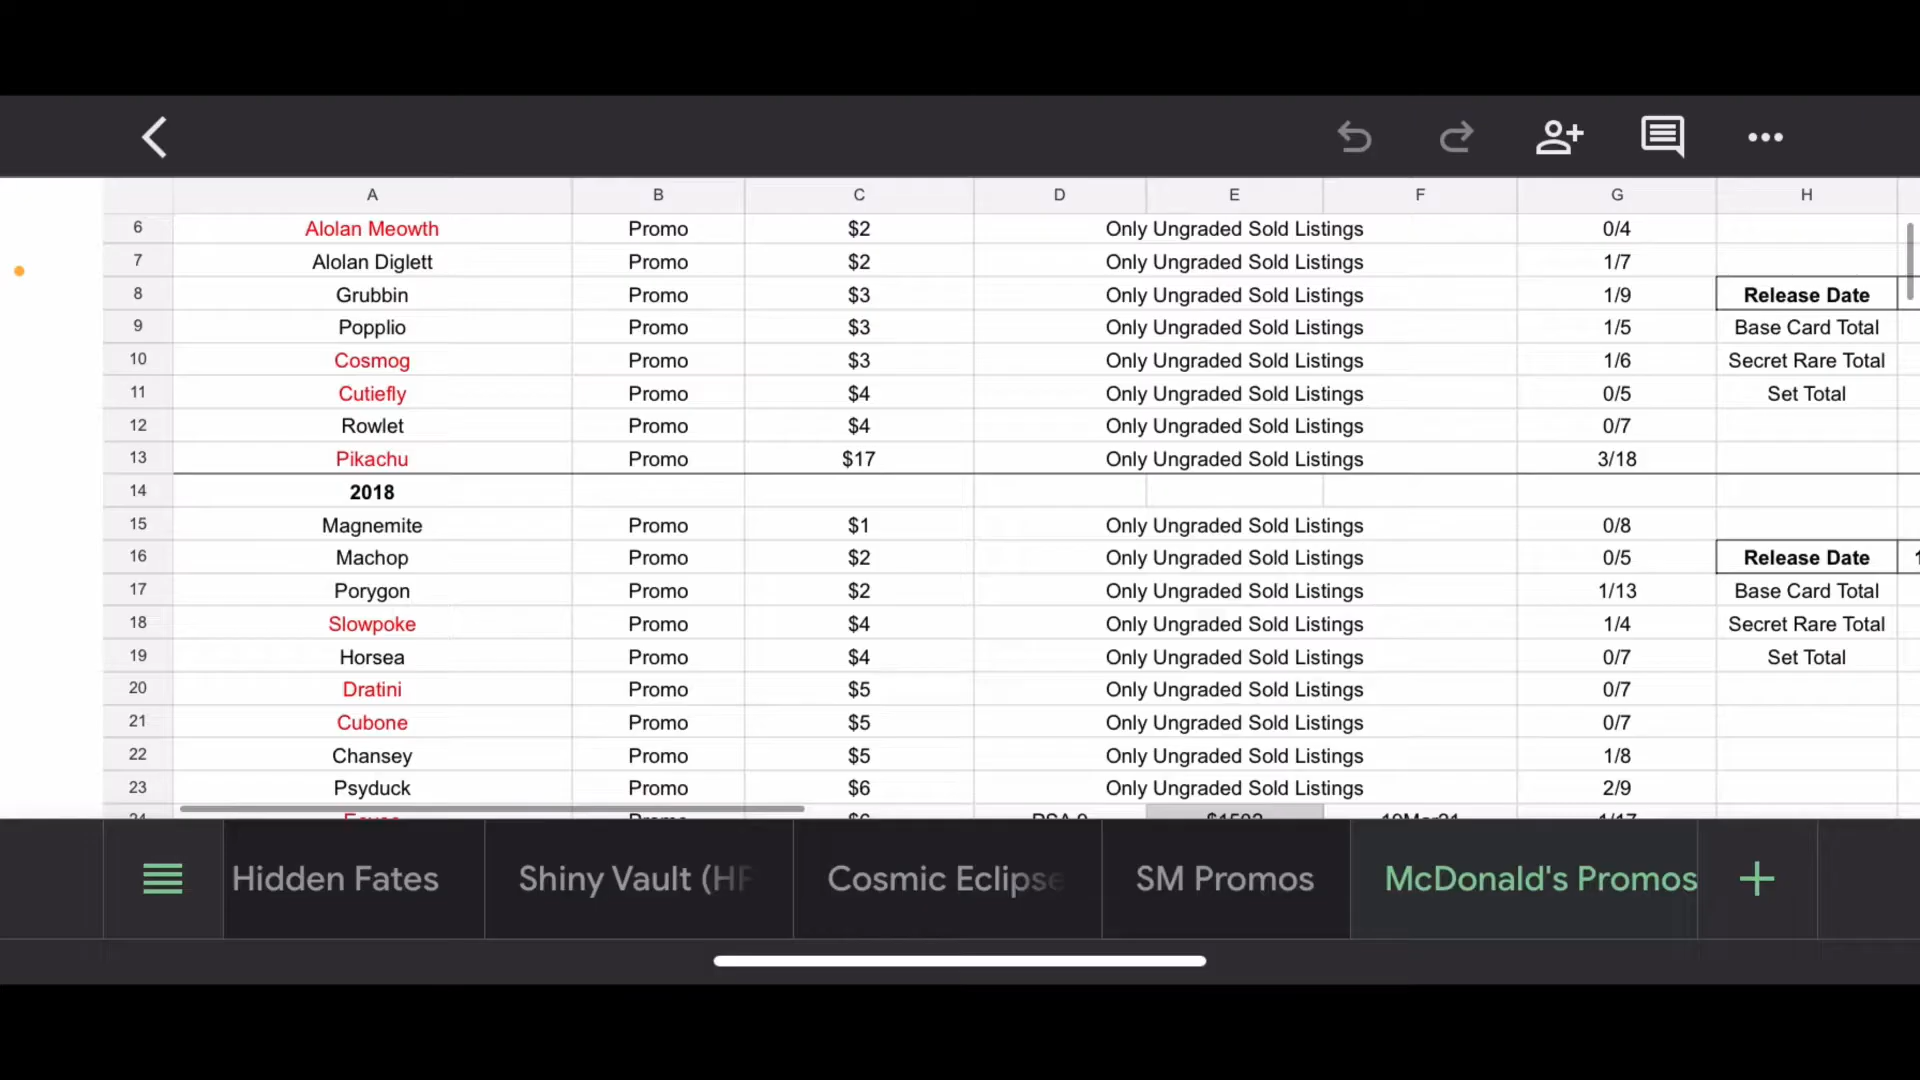 A B C D E F G H
6 Alolan Meowth Promo $2 Only Ungraded Sold Listings 0/4
7 Alolan Diglett Promo $2 Only Ungraded Sold Listings 1/7
8 Grubbin Promo $3 Only Ungraded Sold Listings 1/9 Release Date
9 Popplio Promo $3 Only Ungraded Sold Listings 1/5 Base Card Total
10 Cosmog Promo $3 Only Ungraded Sold Listings 1/6 Secret Rare Total
11 Cutiefly Promo $4 Only Ungraded Sold Listings 0/5 Set Total
12 Rowlet Promo $4 Only Ungraded Sold Listings 0/7
13 Pikachu Promo $17 Only Ungraded Sold Listings 3/18
14 2018
15 Magnemite Promo $1 Only Ungraded Sold Listings 0/8
16 Machop Promo $2 Only Ungraded Sold Listings 0/5 Release Date
17 Porygon Promo $2 Only Ungraded Sold Listings 1/13 Base Card Total
18 Slowpoke Promo $4 Only Ungraded Sold Listings 1/4 Secret Rare Total
19 Horsea Promo $4 Only Ungraded Sold Listings 0/7 Set Total
20 Dratini Promo $5 Only Ungraded Sold Listings 0/7
21 Cubone Promo $5 Only Ungraded Sold Listings 0/7
22 Chansey Promo $5 Only Ungraded Sold Listings 1/8
23 Psyduck Promo $6 Only Ungraded Sold Listings 2/9
Hidden Fates Shiny Vault (HF Cosmic Eclipse SM Promos McDonald's Promos